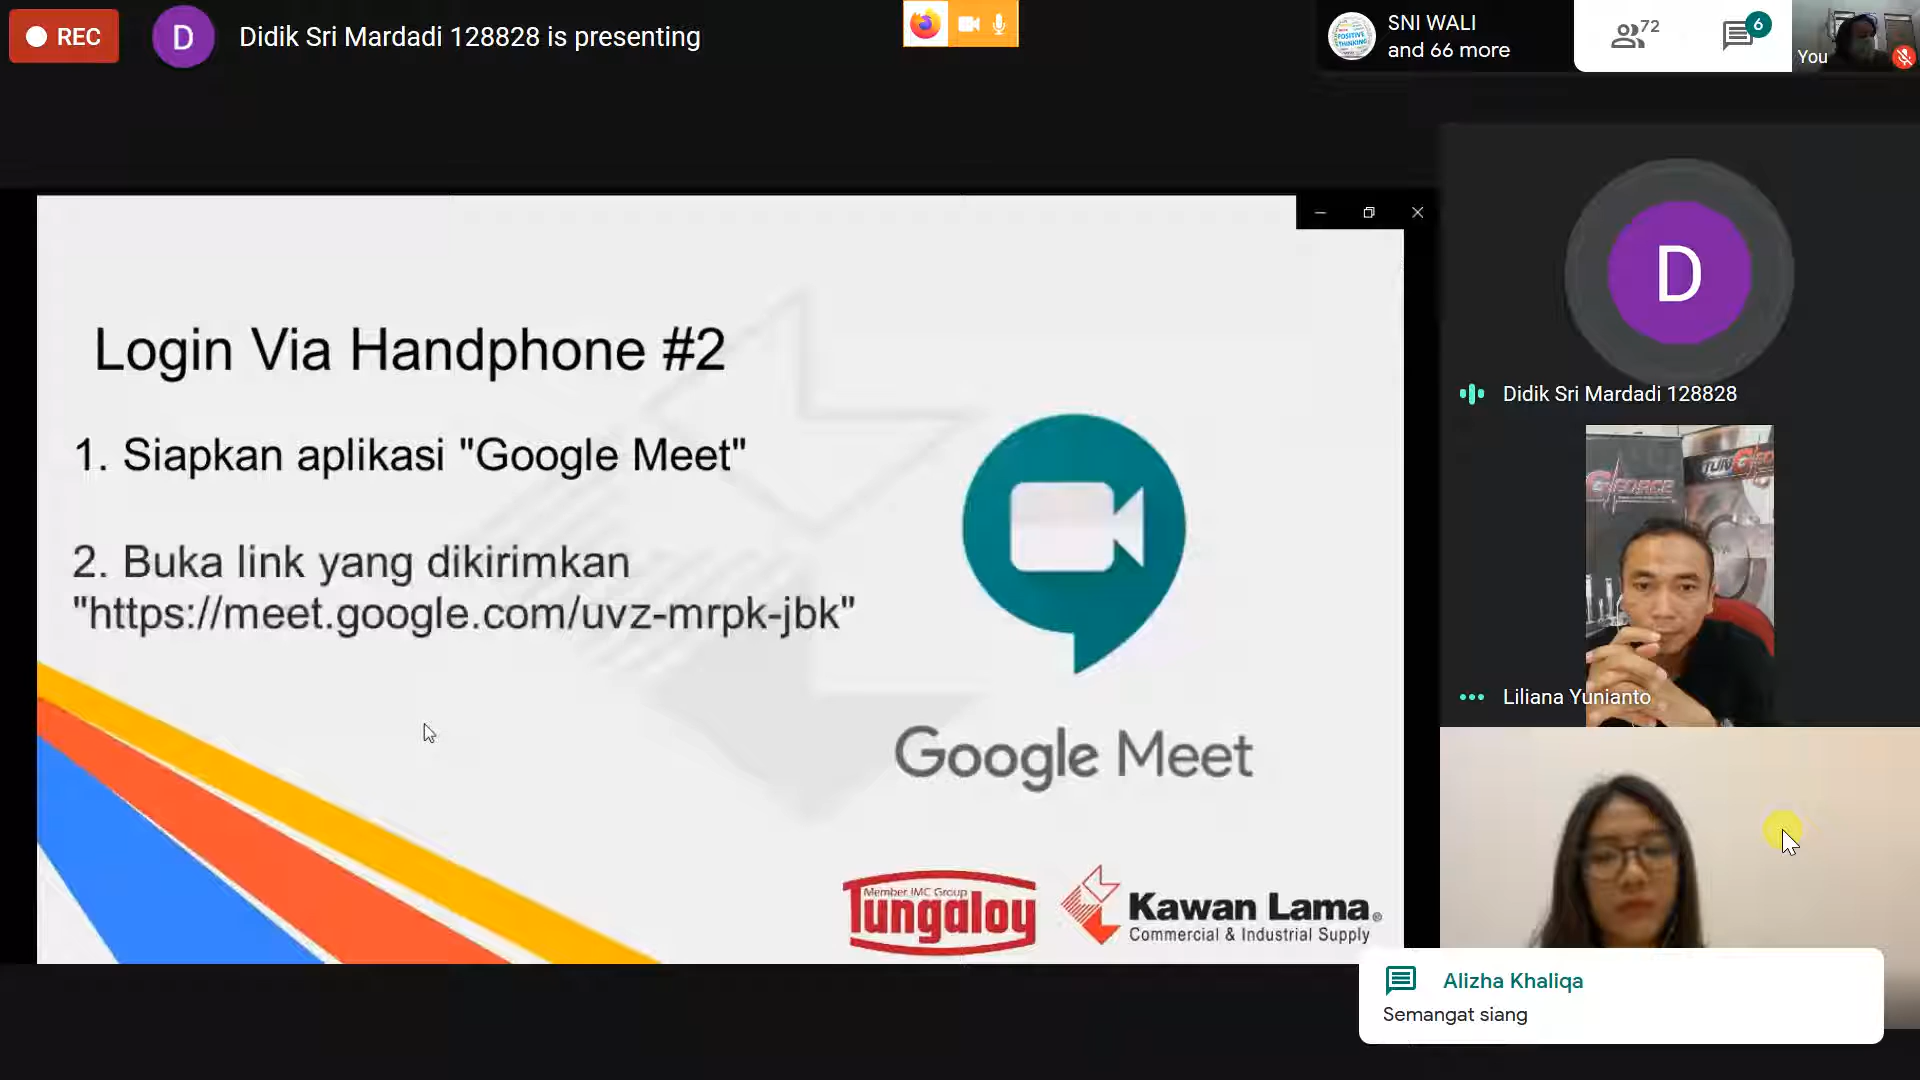 REC
D
Didik Sri Mardadi 128828 is presenting
POSITIVE
THINKING
SNI WALI
and 66 more
72
6
You
Login Via Handphone #2
1. Siapkan aplikasi "Google Meet"
2. Buka link yang dikirimkan
"https://meet.google.com/uvz-mrpk-jbk"
Google Meet
Member IMC Group
Tungaloy
Kawan Lama
Commercial & Industrial Supply
D
Didik Sri Mardadi 128828
Liliana Yunianto
Alizha Khaliqa
Semangat siang